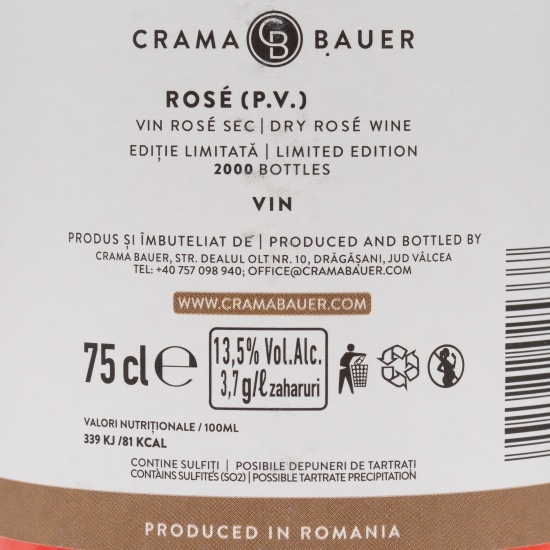 CRAMA CB BAUER
ROSÉ (P.V.)
VIN ROSÉ SEC | DRY ROSÉ WINE
EDIȚIE LIMITATĂ | LIMITED EDITION
2000 BOTTLES
VIN
PRODUS ȘI ÎMBUTELIAT DE | PRODUCED AND BOTTLED BY
CRAMA BAUER, STR. DEALUL OLT NR. 10, DRĂGĂȘANI, JUD VÂLCEA
TEL: +40 757 098 940; OFFICE@CRAMABAUER.COM
WWW.CRAMABAUER.COM
75 cl e
13,5% Vol.Alc.
3,7 g/ℓ zaharuri
VALORI NUTRIȚIONALE / 100ML
339 KJ /81 KCAL
CONȚINE SULFIȚI | POSIBILE DEPUNERI DE TARTRAȚI
CONTAINS SULFITES (SO2) | POSSIBLE TARTRATE PRECIPITATION
PRODUCED IN ROMANIA